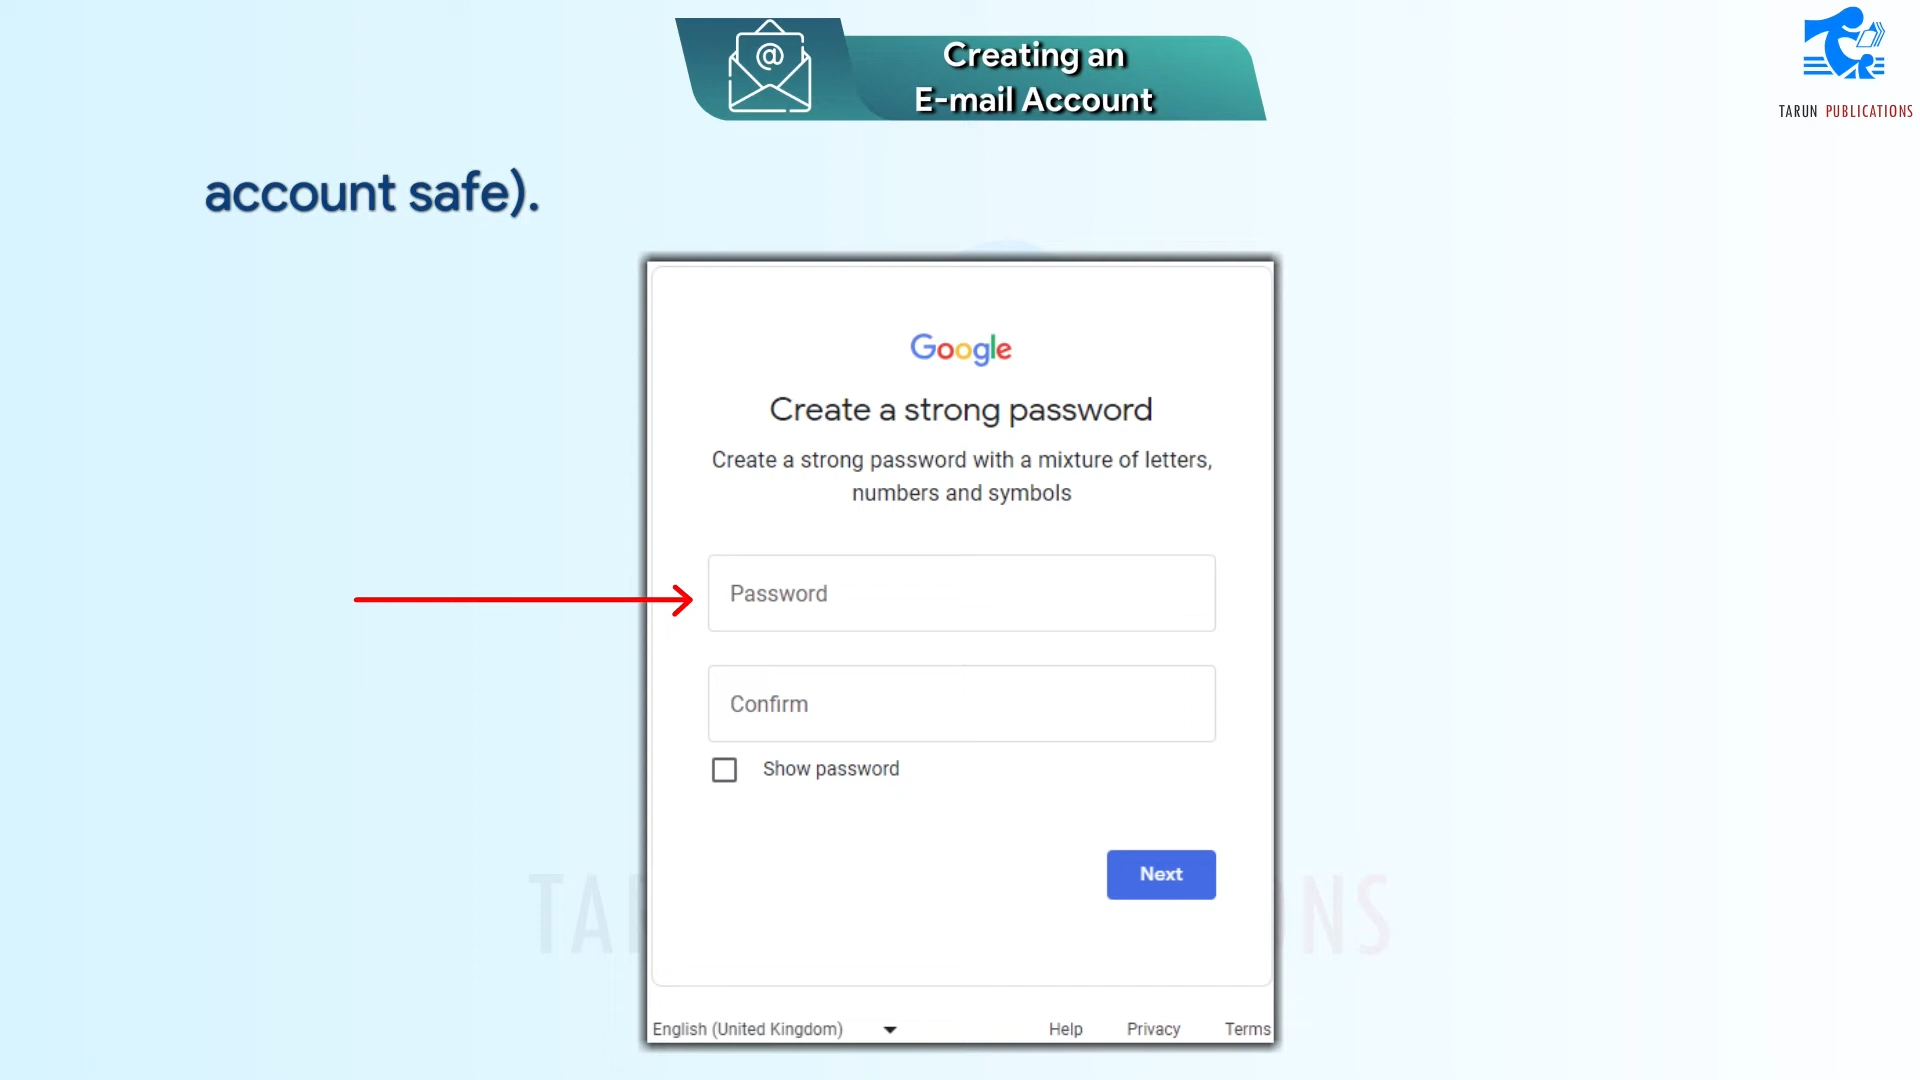 Creating an
E-mail Account
TARUN PUBLICATIONS
account safe).
Google
Create a strong password
Create a strong password with a mixture of letters,
numbers and symbols
Password
Confirm
Show password
Next
English (United Kingdom)
Help Privacy Terms